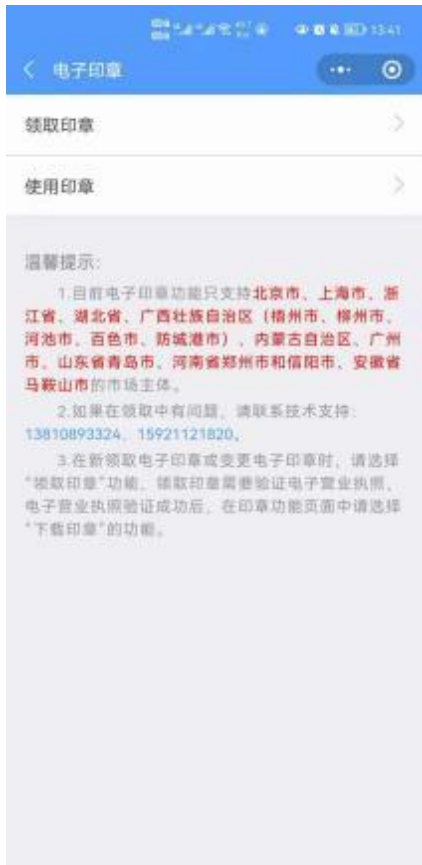 13:41
电子印章
领取印章
使用印章
温馨提示:
1.目前电子印章功能只支持北京市、上海市、浙
江省、湖北省、广西壮族自治区（梧州市、柳州市、
河池市、百色市、防城港市）、内蒙古自治区、广州
市、山东省青岛市、河南省郑州市和信阳市、安徽省
马鞍山市的市场主体。
2.如果在领取中有问题，请联系技术支持:
13810893324，15921121820。
3.在新领取电子印章或变更电子印章时，请选择
“领取印章”功能。领取印章需要验证电子营业执照，
电子营业执照验证成功后，在印章功能页面中请选择
“下载印章”的功能。